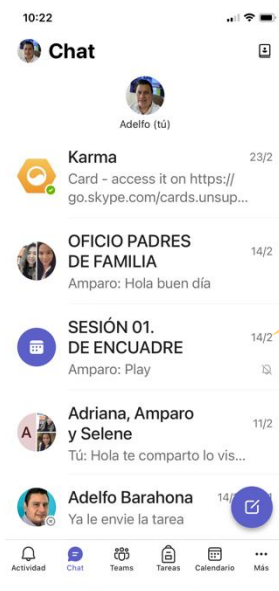 10:22
Chat
Adelfo (tú)
Karma 23/2
Card - access it on https://
go.skype.com/cards.unsup...
OFICIO PADRES
DE FAMILIA 14/2
Amparo: Hola buen día
SESIÓN 01.
DE ENCUADRE 14/2
Amparo: Play
A
Adriana, Amparo
y Selene 11/2
Tú: Hola te comparto lo vis...
Adelfo Barahona 14/
Ya le envie la tarea
Actividad Chat Teams Tareas Calendario Más